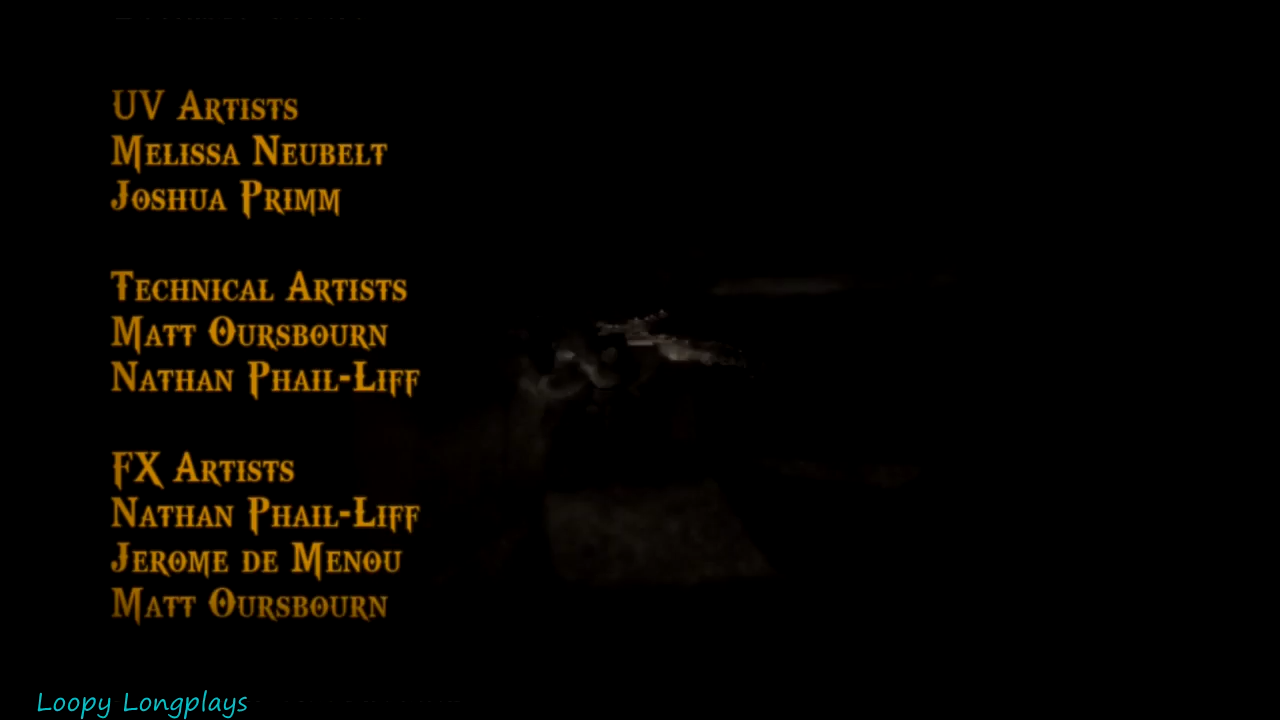 UV Artists
Melissa Neubelt
Joshua Primm
Technical Artists
Matt Oursbourn
Nathan Phail-Liff
FX Artists
Nathan Phail-Liff
Jerome de Menou
Matt Oursbourn
Loopy Longplays